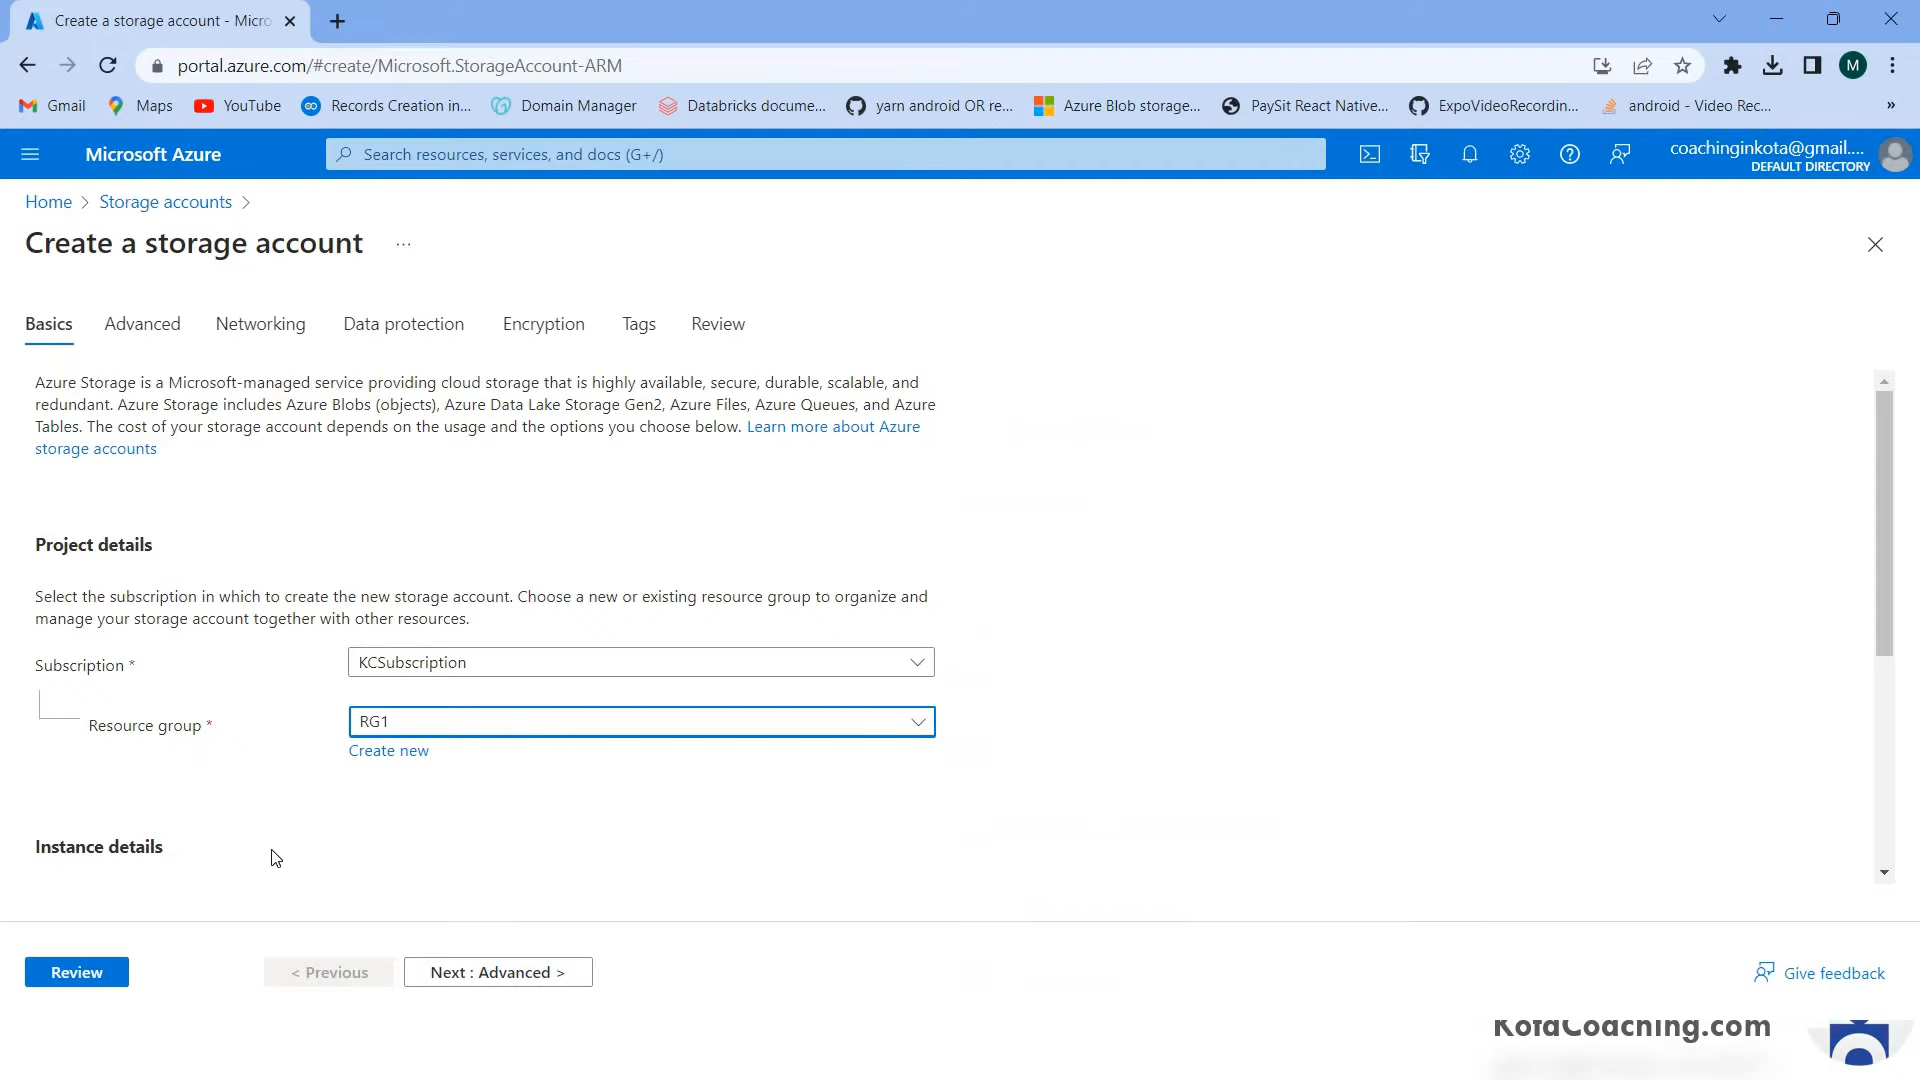 Create a storage account - Micro
portal.azure.com/#create/Microsoft.StorageAccount-ARM
M
Gmail
Maps
YouTube
Records Creation in...
Domain Manager
Databricks docume...
yarn android OR re...
Azure Blob storage...
PaySit React Native...
ExpoVideoRecordin...
android - Video Rec...
»
Microsoft Azure
Search resources, services, and docs (G+/)
coachinginkota@gmail....
DEFAULT DIRECTORY
Home > Storage accounts >
Create a storage account ...
Basics
Advanced
Networking
Data protection
Encryption
Tags
Review
Azure Storage is a Microsoft-managed service providing cloud storage that is highly available, secure, durable, scalable, and
redundant. Azure Storage includes Azure Blobs (objects), Azure Data Lake Storage Gen2, Azure Files, Azure Queues, and Azure
Tables. The cost of your storage account depends on the usage and the options you choose below. Learn more about Azure
storage accounts
Project details
Select the subscription in which to create the new storage account. Choose a new or existing resource group to organize and
manage your storage account together with other resources.
Subscription *
KCSubscription
Resource group *
RG1
Create new
Instance details
Review
< Previous
Next : Advanced >
Give feedback
KotaCoaching.com